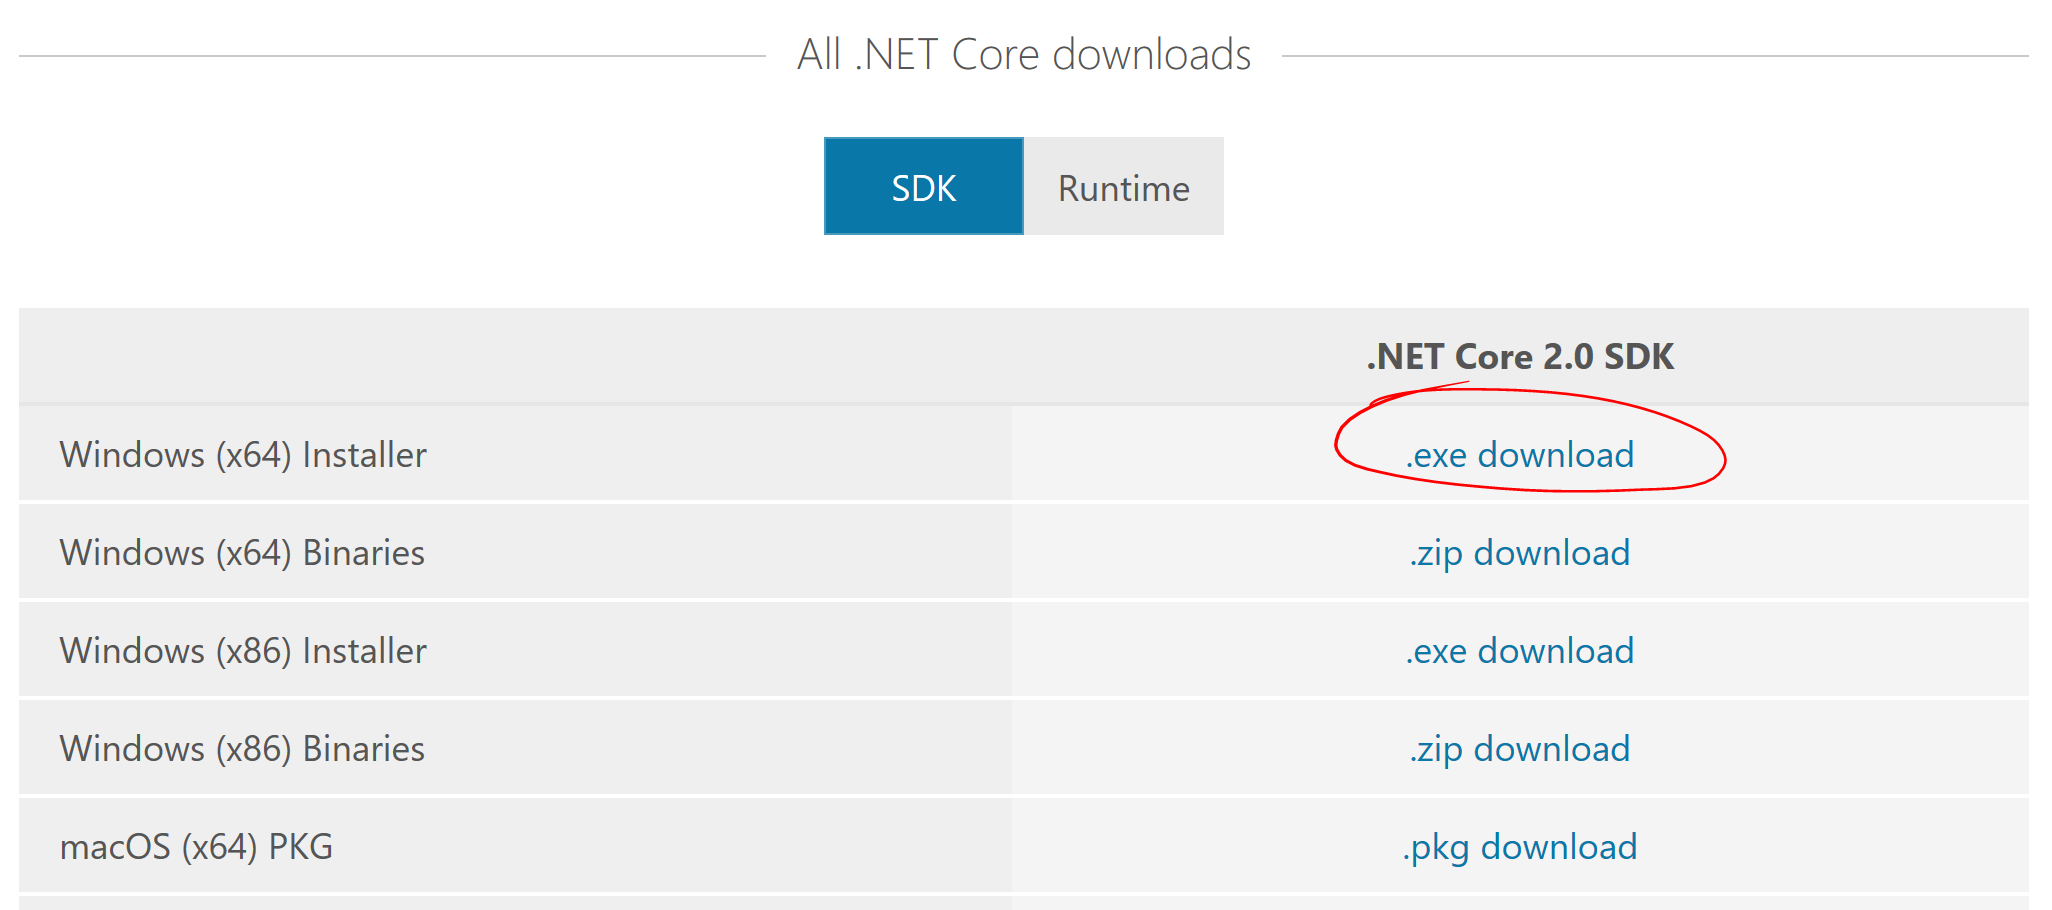 All .NET Core downloads
SDK Runtime
.NET Core 2.0 SDK
Windows (x64) Installer .exe download
Windows (x64) Binaries .zip download
Windows (x86) Installer .exe download
Windows (x86) Binaries .zip download
macOS (x64) PKG .pkg download